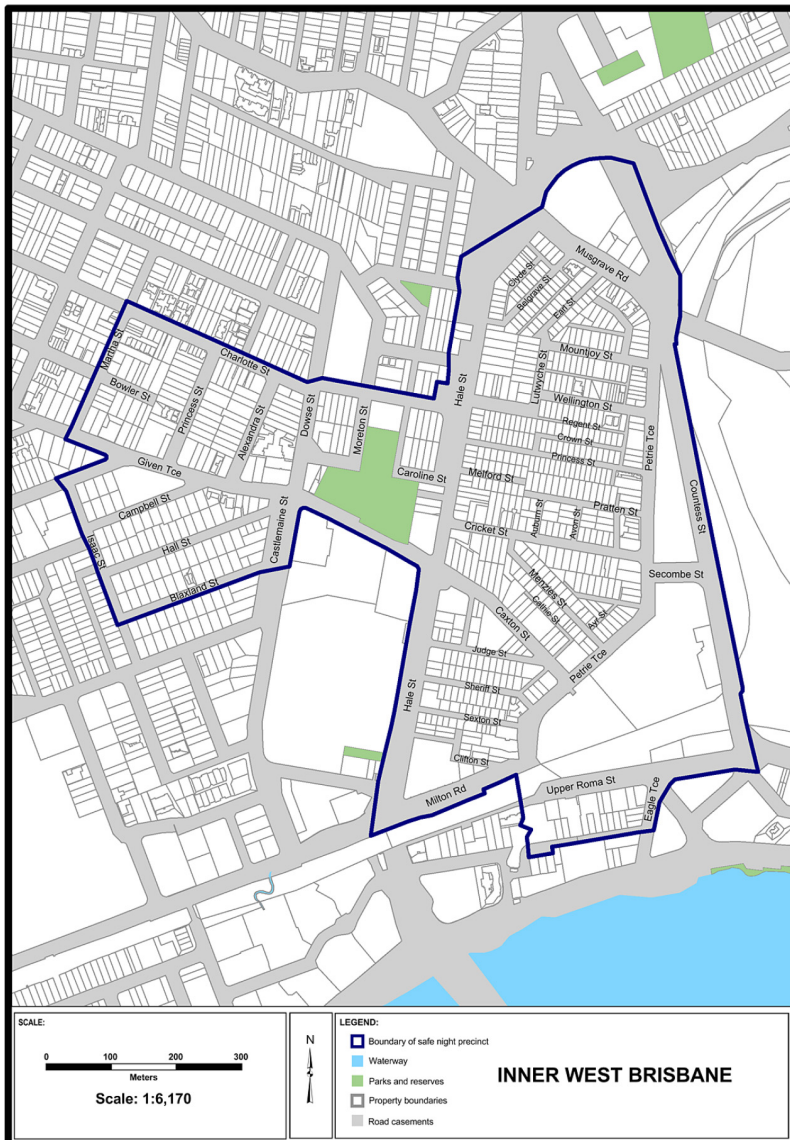 Musgrave Rd
Clyde St
Belgrave St
Earl St
Martha St
Charlotte St
Mountjoy St
Lutwyche St
Hale St
Bowler St
Princess St
Alexandra St
Dowse St
Moreton St
Wellington St
Regent St
Crown St
Princess St
Petrie Tce
Given Tce
Caroline St
Melford St
Countess St
Campbell St
Castlemaine St
Auburn St
Avon St
Pratten St
Cricket St
Isaac St
Hall St
Secombe St
Blaxland St
Menzies St
Cathie St
Ayr St
Caxton St
Judge St
Petrie Tce
Hale St
Sheriff St
Sexton St
Clifton St
Milton Rd
Upper Roma St
Eagle Tce
SCALE:
0 100 200 300
Meters
Scale: 1:6,170
N
LEGEND:
Boundary of safe night precinct
Waterway
Parks and reserves
Property boundaries
Road casements
INNER WEST BRISBANE